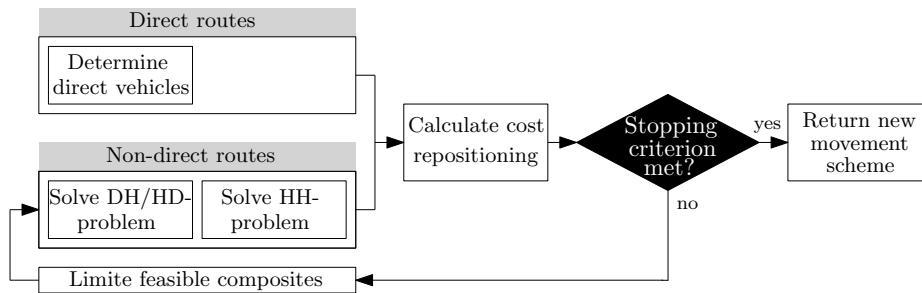 Direct routes
Determine
direct vehicles
Non-direct routes
Solve DH/HD-
problem
Solve HH-
problem
Limite feasible composites
Calculate cost
repositioning
Stopping
criterion
met?
yes
no
Return new
movement
scheme